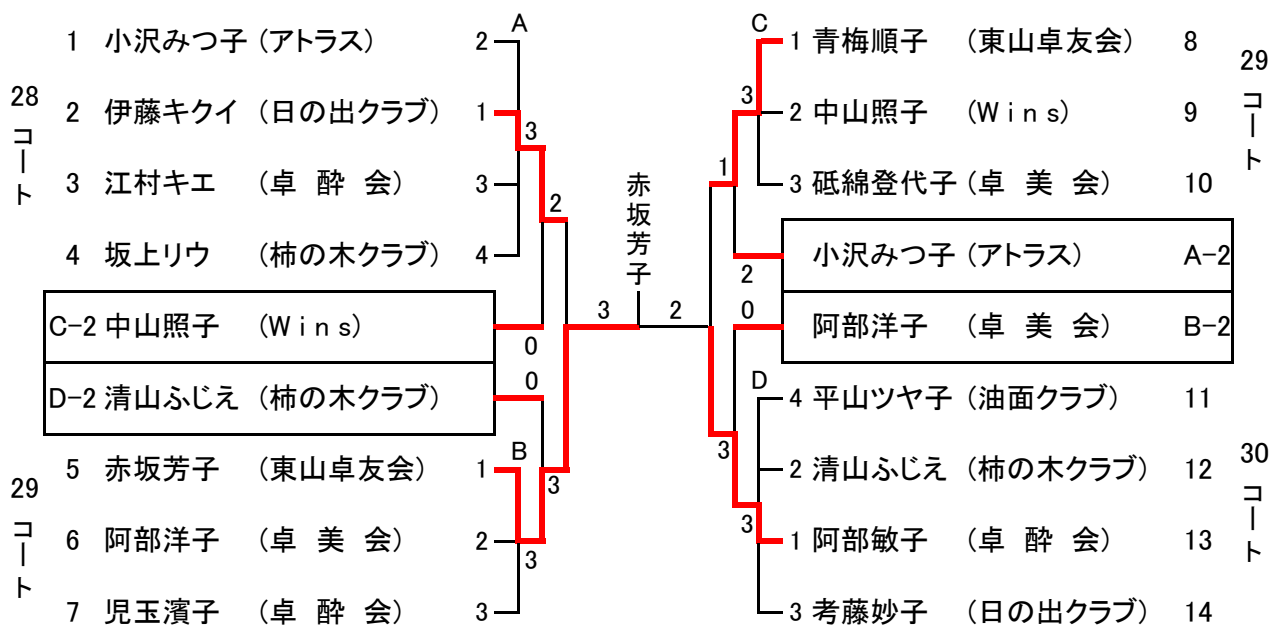 A
1 小沢みつ子 (アトラス) 2
28コート
2 伊藤キクイ (日の出クラブ) 1
3
3 江村キエ (卓 酔 会) 3
2
4 坂上リウ (柿の木クラブ) 4
C-2 中山照子 (Wins)
0
D-2 清山ふじえ (柿の木クラブ)
0
B
5 赤坂芳子 (東山卓友会) 1
29コート
3
6 阿部洋子 (卓 美 会) 2
3
7 児玉濱子 (卓 酔 会) 3
赤坂芳子
3 2
C
1 青梅順子 (東山卓友会) 8
29コート
3
2 中山照子 (Wins) 9
1
3 砥綿登代子 (卓 美 会) 10
小沢みつ子 (アトラス) A-2
2
0
阿部洋子 (卓 美 会) B-2
D
4 平山ツヤ子 (油面クラブ) 11
3
2 清山ふじえ (柿の木クラブ) 12
30コート
3
1 阿部敏子 (卓 酔 会) 13
3 考藤妙子 (日の出クラブ) 14